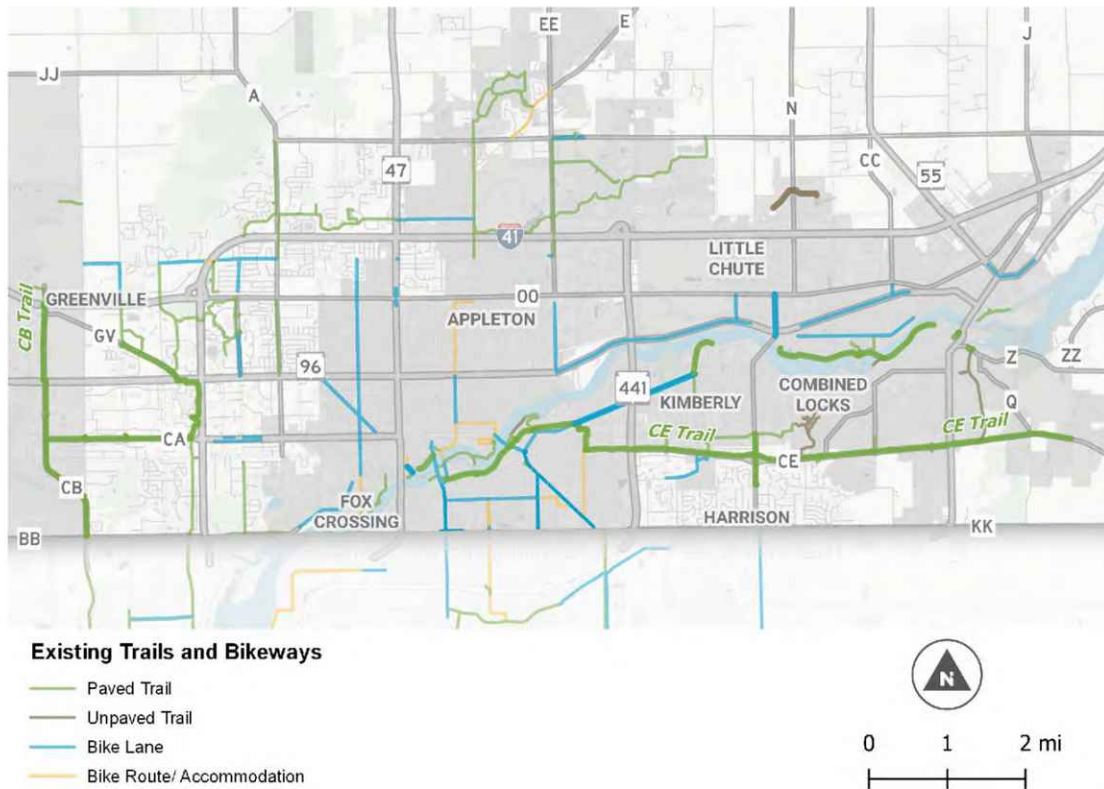 EE
E
J
JJ
A
N
47
CC
55
41
LITTLE
CHUTE
CB Trail
GREENVILLE
OO
APPLETON
GV
96
441
KIMBERLY
COMBINED
LOCKS
Z
ZZ
Q
CE Trail
CE Trail
CA
CE
CB
FOX
CROSSING
HARRISON
BB
KK
Existing Trails and Bikeways
Paved Trail
Unpaved Trail
Bike Lane
Bike Route/ Accommodation
N
0 1 2 mi